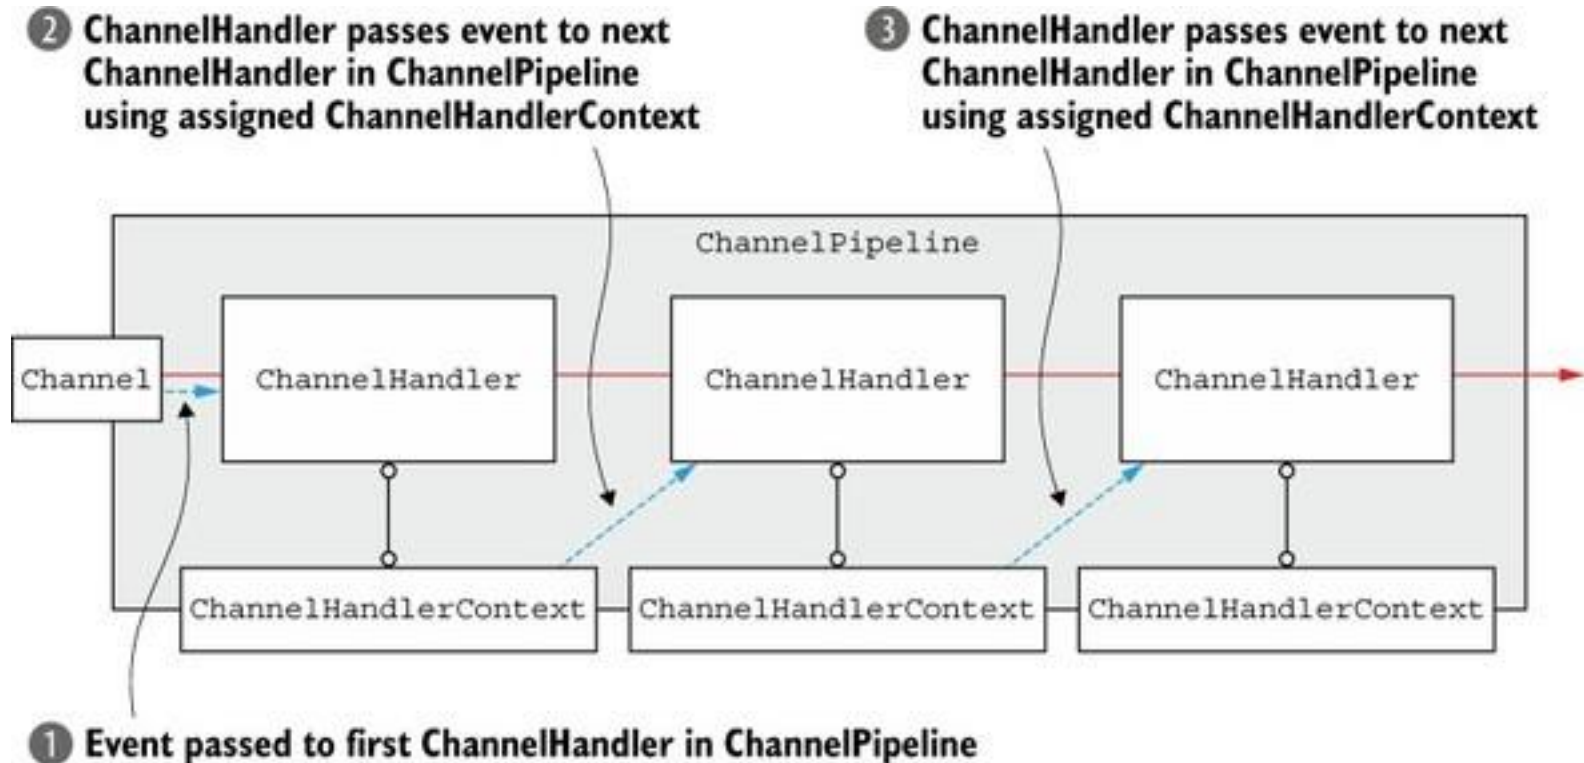 2 ChannelHandler passes event to next
ChannelHandler in ChannelPipeline
using assigned ChannelHandlerContext
3 ChannelHandler passes event to next
ChannelHandler in ChannelPipeline
using assigned ChannelHandlerContext
ChannelPipeline
Channel
ChannelHandler
ChannelHandler
ChannelHandler
ChannelHandlerContext
ChannelHandlerContext
ChannelHandlerContext
1 Event passed to first ChannelHandler in ChannelPipeline